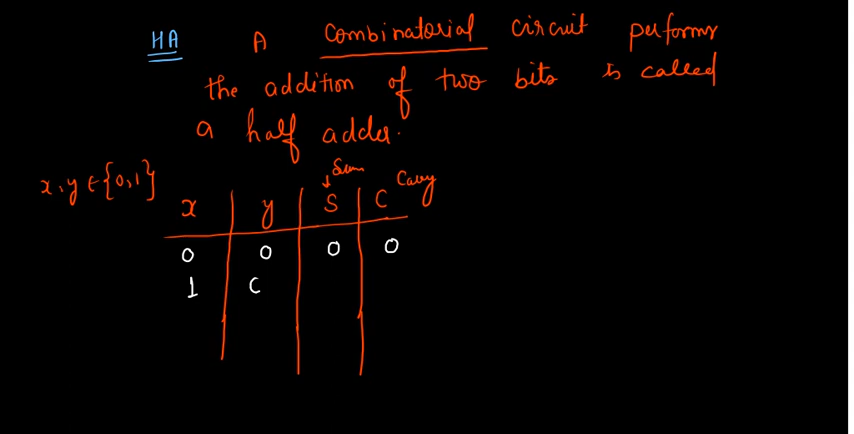 HA A combinatorial circuit performs
the addition of two bits is called
a half adder.
x, y ∈ {0,1}
Sum
x y S C Carry
0 0 0 0
1 C